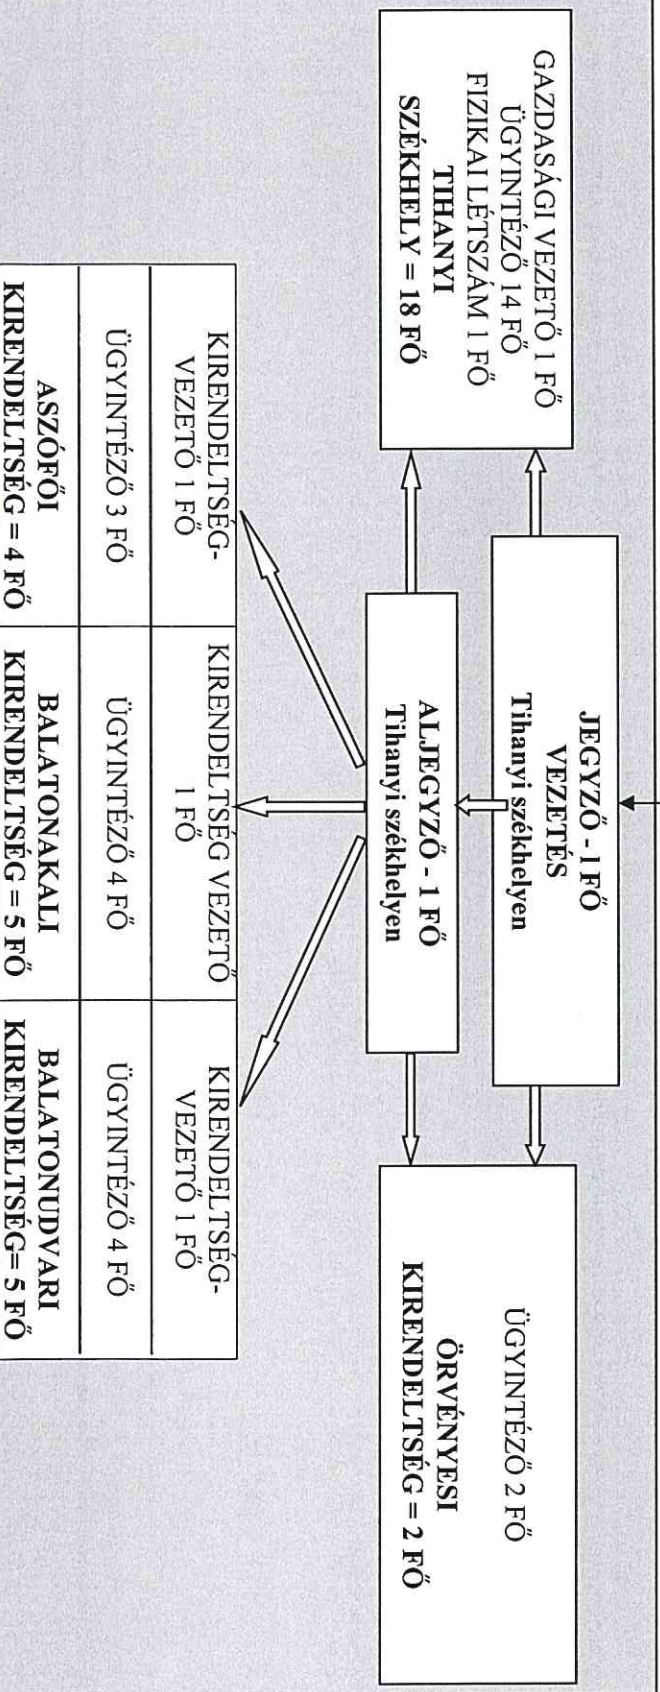 JEGYZŐ - 1 FŐ
VEZETÉS
Tihanyi székhelyen
GAZDASÁGI VEZETŐ 1 FŐ
ÜGYINTÉZŐ 14 FŐ
FIZIKAI LÉTSZÁM 1 FŐ
TIHANYI
SZÉKHELY = 18 FŐ
ALJEGYZŐ - 1 FŐ
Tihanyi székhelyen
ÜGYINTÉZŐ 2 FŐ
ÖRVÉNYESI
KIRENDELTSÉG = 2 FŐ
KIRENDELTSÉG-
VEZETŐ 1 FŐ
KIRENDELTSÉG VEZETŐ
1 FŐ
KIRENDELTSÉG-
VEZETŐ 1 FŐ
ÜGYINTÉZŐ 3 FŐ
ÜGYINTÉZŐ 4 FŐ
ÜGYINTÉZŐ 4 FŐ
ASZÓFŐI
KIRENDELTSÉG = 4 FŐ
BALATONAKALI
KIRENDELTSÉG = 5 FŐ
BALATONUDVARI
KIRENDELTSÉG= 5 FŐ